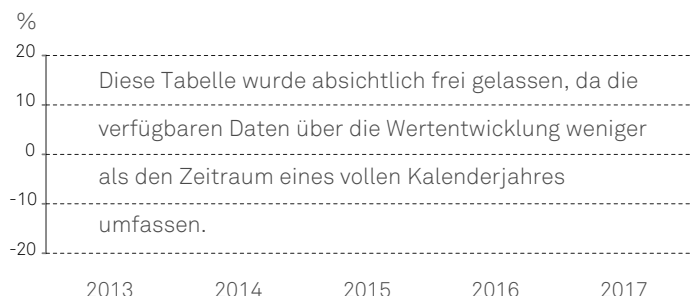 %
20
Diese Tabelle wurde absichtlich frei gelassen, da die
10
verfügbaren Daten über die Wertentwicklung weniger
0
als den Zeitraum eines vollen Kalenderjahres
-10
umfassen.
-20
2013 2014 2015 2016 2017